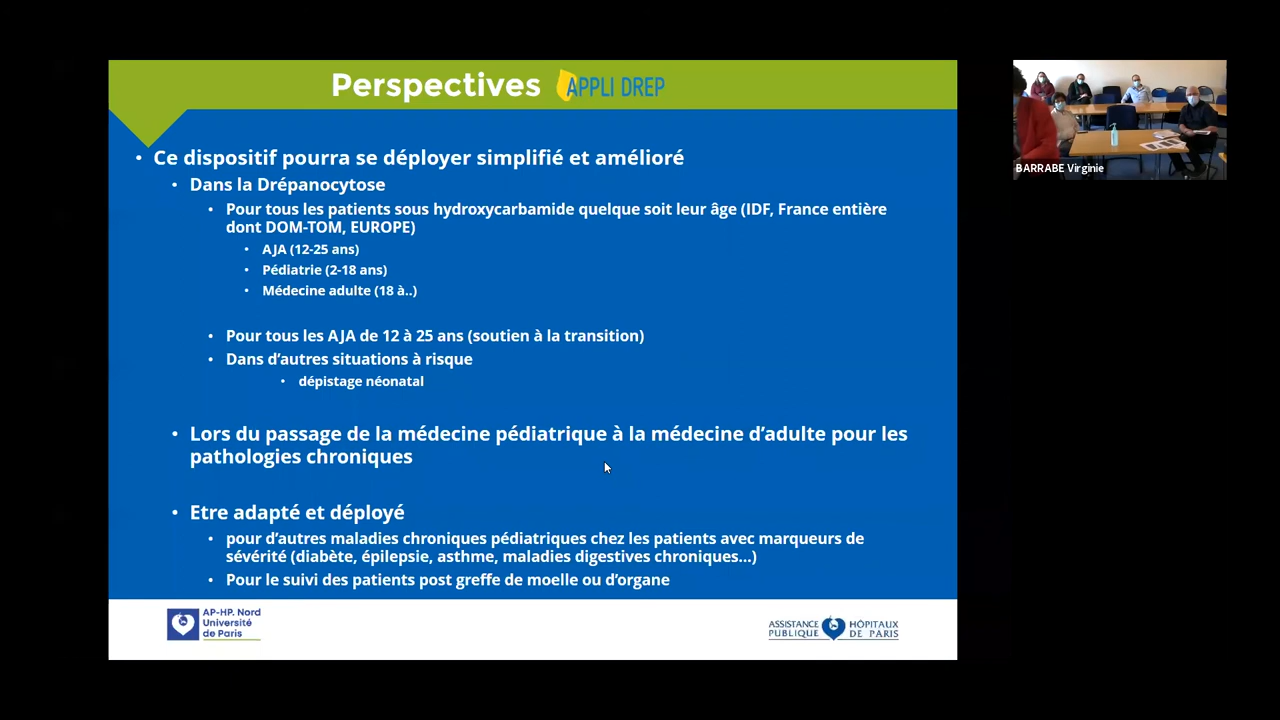 Perspectives APPLI DREP
• Ce dispositif pourra se déployer simplifié et amélioré
• Dans la Drépanocytose
• Pour tous les patients sous hydroxycarbamide quelque soit leur âge (IDF, France entière
dont DOM-TOM, EUROPE)
• AJA (12-25 ans)
• Pédiatrie (2-18 ans)
• Médecine adulte (18 à..)
• Pour tous les AJA de 12 à 25 ans (soutien à la transition)
• Dans d’autres situations à risque
• dépistage néonatal
• Lors du passage de la médecine pédiatrique à la médecine d’adulte pour les
pathologies chroniques
• Etre adapté et déployé
• pour d’autres maladies chroniques pédiatriques chez les patients avec marqueurs de
sévérité (diabète, épilepsie, asthme, maladies digestives chroniques...)
• Pour le suivi des patients post greffe de moelle ou d’organe
AP-HP. Nord
Université
de Paris
ASSISTANCE HÔPITAUX
PUBLIQUE DE PARIS
BARRABE Virginie